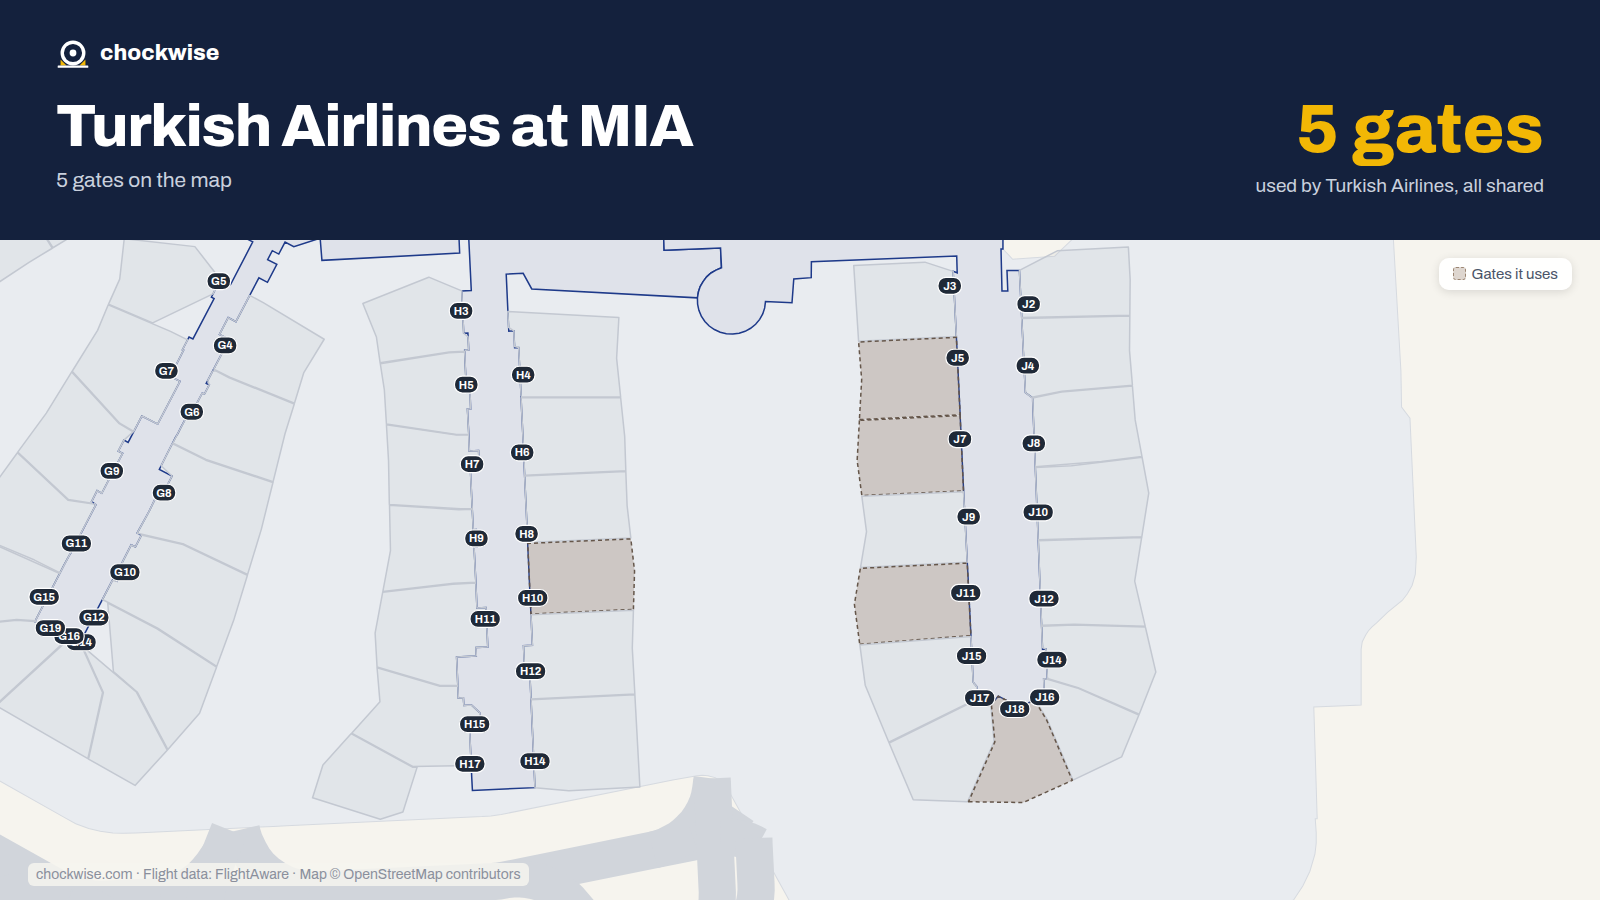 chockwise
Turkish Airlines at MIA
5 gates on the map
5 gates
used by Turkish Airlines, all shared
Gates it uses
G5
G4
G7
G6
G9
G8
G11
G10
G15
G12
G19
G16
H3
H5
H4
H7
H6
H9
H8
H10
H11
H12
H15
H14
H17
J3
J2
J5
J4
J7
J8
J9
J10
J11
J12
J15
J14
J17
J16
J18
chockwise.com · Flight data: FlightAware · Map © OpenStreetMap contributors